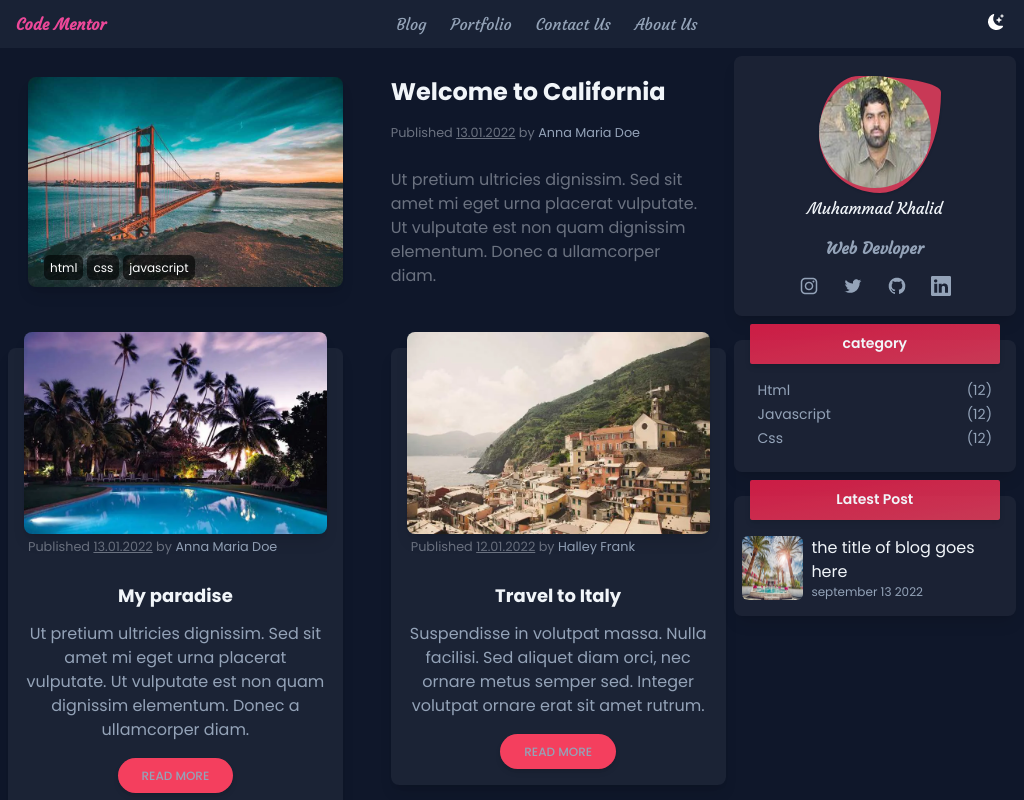 Code Mentor
Blog Portfolio Contact Us About Us
Welcome to California
Published 13.01.2022 by Anna Maria Doe
Ut pretium ultricies dignissim. Sed sit
amet mi eget urna placerat vulputate.
Ut vulputate est non quam dignissim
elementum. Donec a ullamcorper
diam.
html css javascript
Published 13.01.2022 by Anna Maria Doe
My paradise
Ut pretium ultricies dignissim. Sed sit
amet mi eget urna placerat
vulputate. Ut vulputate est non quam
dignissim elementum. Donec a
ullamcorper diam.
READ MORE
Published 12.01.2022 by Halley Frank
Travel to Italy
Suspendisse in volutpat massa. Nulla
facilisi. Sed aliquet diam orci, nec
ornare metus semper sed. Integer
volutpat ornare erat sit amet rutrum.
READ MORE
Muhammad Khalid
Web Devloper
category
Html (12)
Javascript (12)
Css (12)
Latest Post
the title of blog goes
here
september 13 2022